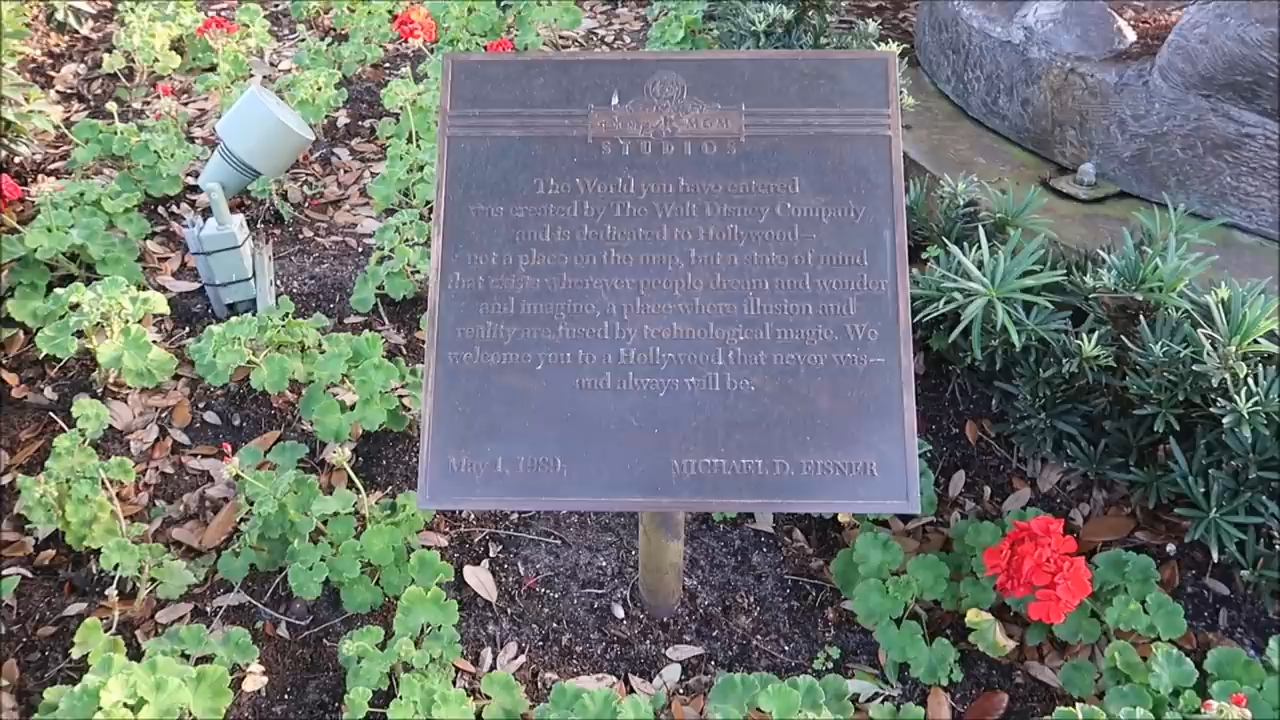 Disney MGM
STUDIOS
The World you have entered
was created by The Walt Disney Company
and is dedicated to Hollywood—
not a place on the map, but a state of mind
that exists wherever people dream and wonder
and imagine, a place where illusion and
reality are fused by technological magic. We
welcome you to a Hollywood that never was—
and always will be.
May 1, 1989
MICHAEL D. EISNER